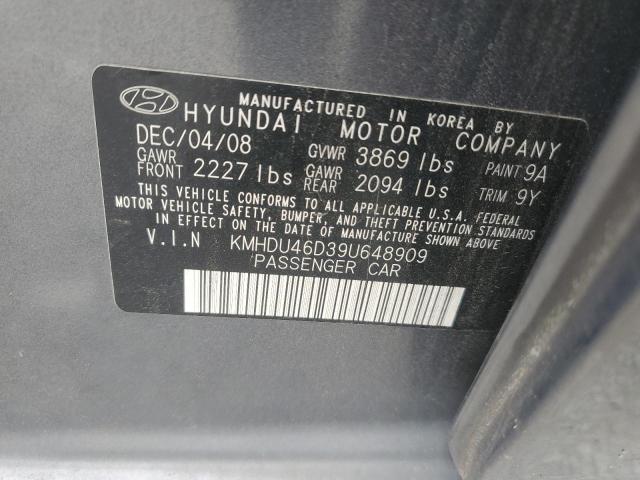 MANUFACTURED IN KOREA BY
HYUNDAI MOTOR COMPANY
DEC/04/08 GVWR 3869 lbs PAINT 9A
GAWR FRONT 2227 lbs GAWR REAR 2094 lbs TRIM 9Y
THIS VEHICLE CONFORMS TO ALL APPLICABLE U.S.A. FEDERAL
MOTOR VEHICLE SAFETY, BUMPER, AND THEFT STANDARDS
IN EFFECT ON THE DATE OF MANUFACTURE SHOWN ABOVE.
V.I.N KMHDU46D39U648909
PASSENGER CAR